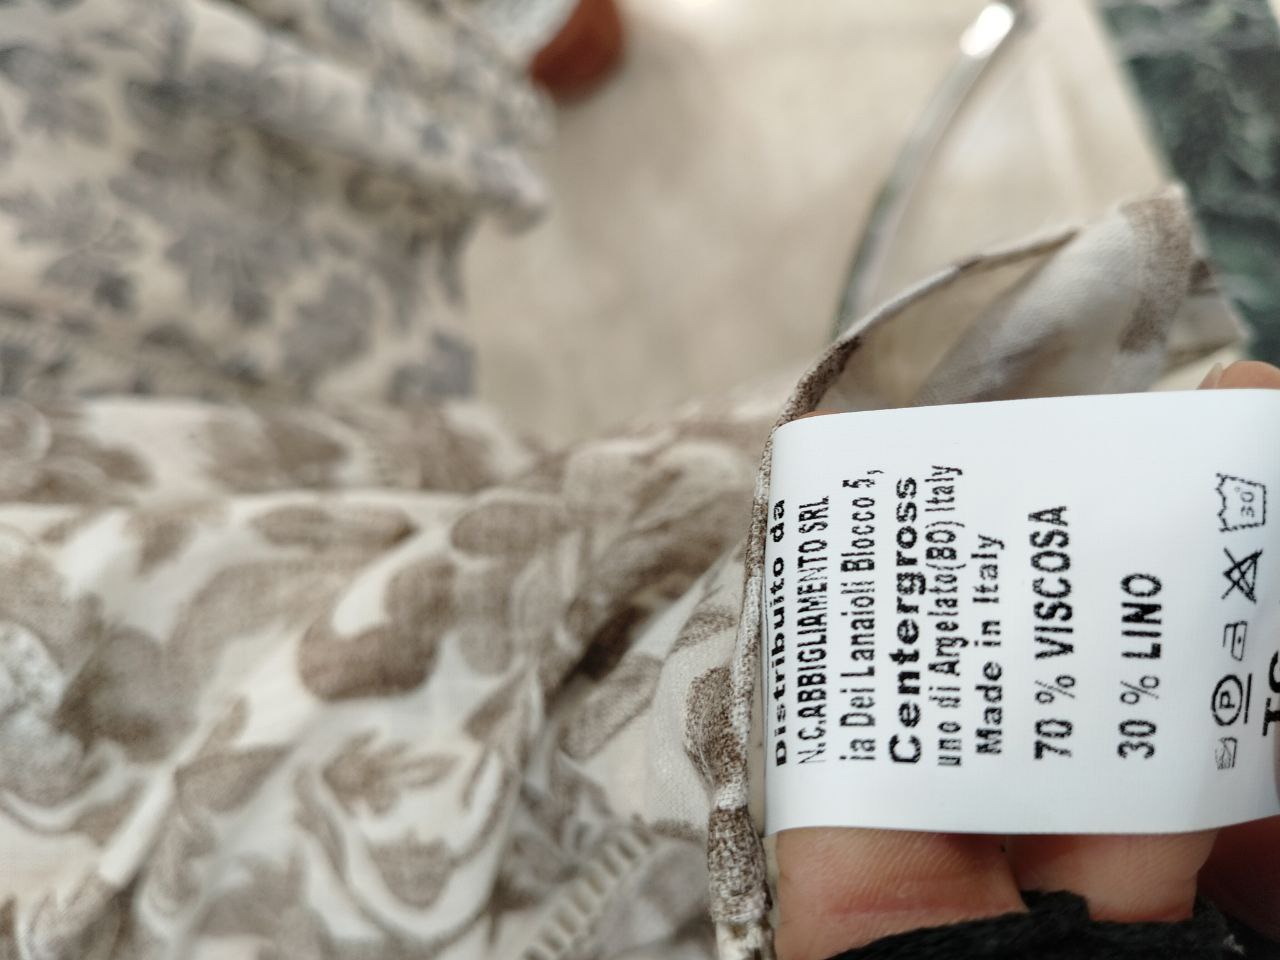 Distribuito da
N.C.ABBIGLIAMENTO SRL
ia Dei Lanaioli Blocco 5,
Centergross
uno di Argelato(BO) Italy
Made in Italy
70 % VISCOSA
30 % LINO
30°
P